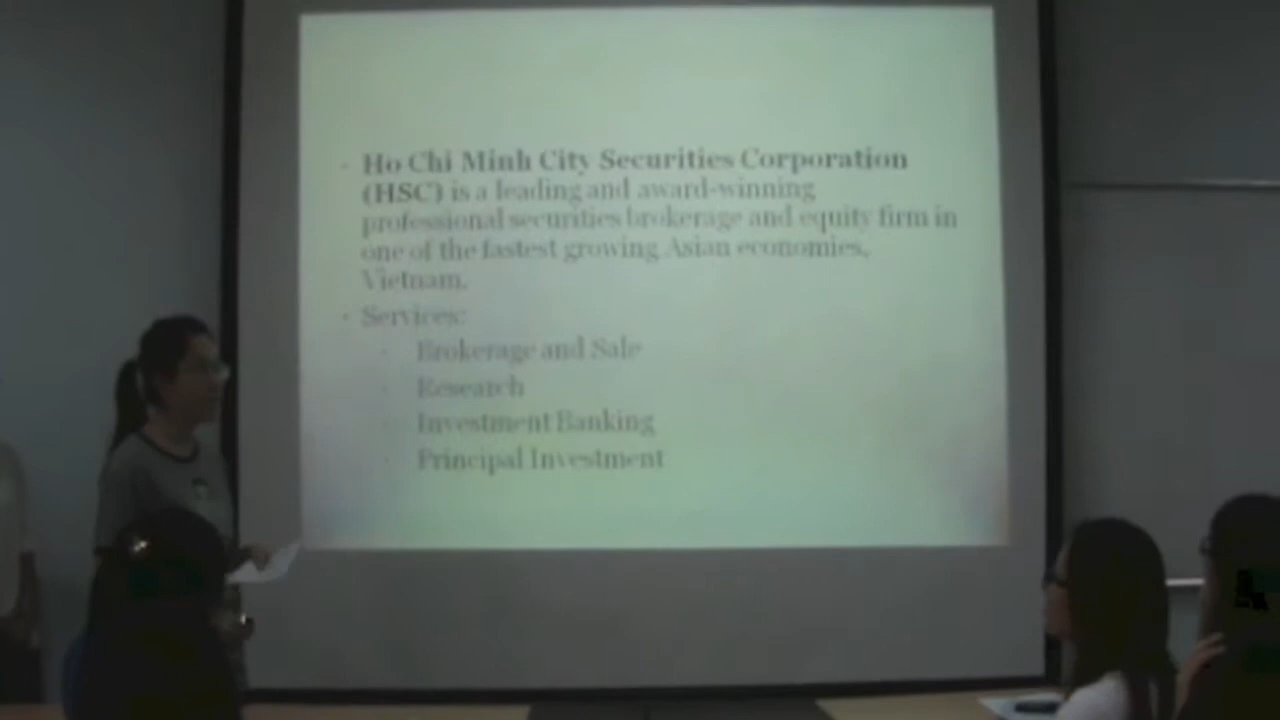 Ho Chi Minh City Securities Corporation
(HSC) is a leading and award-winning
professional securities brokerage and equity firm in
one of the fastest growing Asian economies,
Vietnam.
Services:
Brokerage and Sale
Research
Investment Banking
Principal Investment